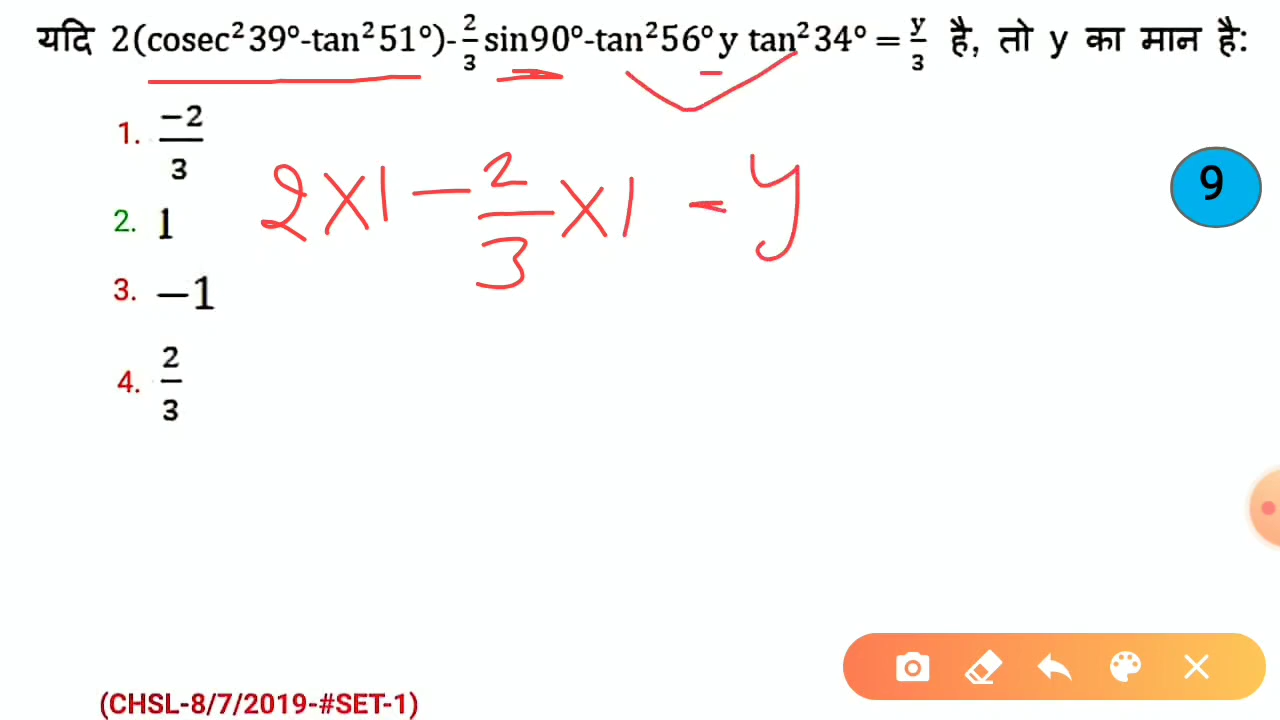 यदि 2(cosec²39°-tan²51°)-2/3 sin90°-tan²56° y tan²34° = y/3 है, तो y का मान है:
1. -2/3
2. 1
3. -1
4. 2/3
2 × 1 - 2/3 × 1 - y
9
(CHSL-8/7/2019-#SET-1)